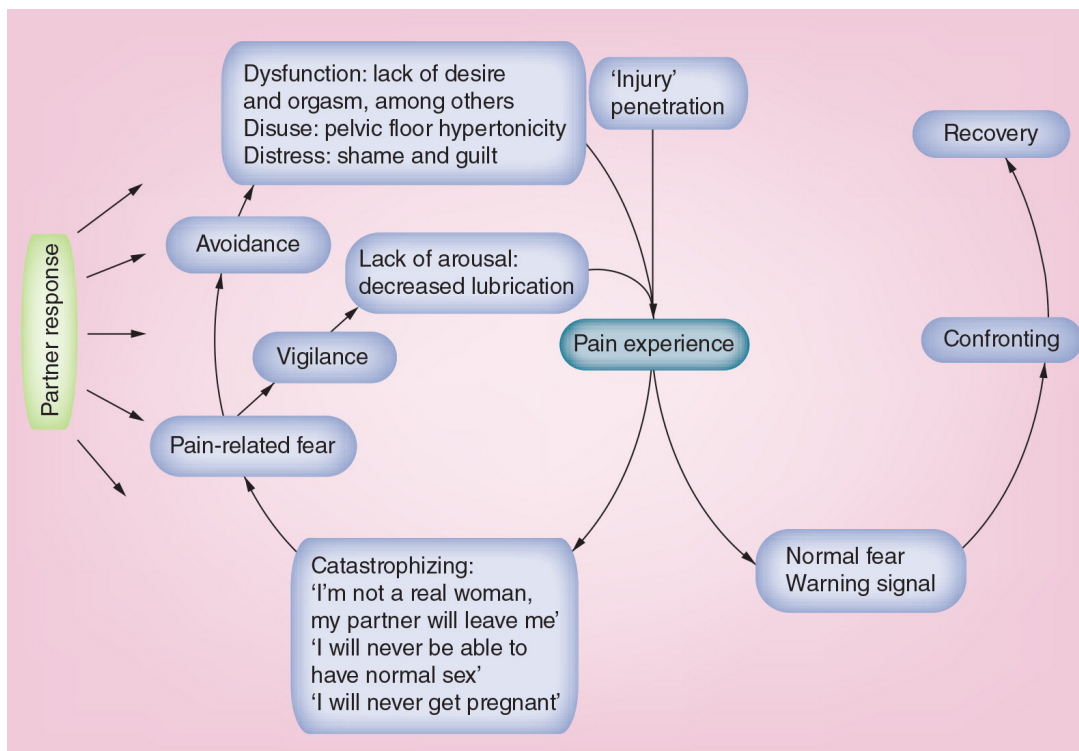 Dysfunction: lack of desire
and orgasm, among others
Disuse: pelvic floor hypertonicity
Distress: shame and guilt
‘Injury’
penetration
Recovery
Avoidance
Lack of arousal:
decreased lubrication
Partner response
Vigilance
Pain experience
Confronting
Pain-related fear
Catastrophizing:
‘I’m not a real woman,
my partner will leave me’
‘I will never be able to
have normal sex’
‘I will never get pregnant’
Normal fear
Warning signal